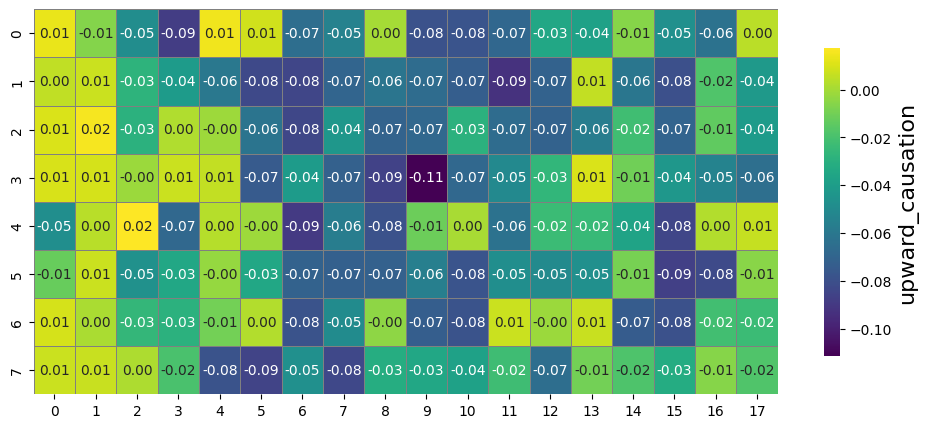 0 0.01 -0.01 -0.05 -0.09 0.01 0.01 -0.07 -0.05 0.00 -0.08 -0.08 -0.07 -0.03 -0.04 -0.01 -0.05 -0.06 0.00
1 0.00 0.01 -0.03 -0.04 -0.06 -0.08 -0.08 -0.07 -0.06 -0.07 -0.07 -0.09 -0.07 0.01 -0.06 -0.08 -0.02 -0.04
2 0.01 0.02 -0.03 0.00 -0.00 -0.06 -0.08 -0.04 -0.07 -0.07 -0.03 -0.07 -0.07 -0.06 -0.02 -0.07 -0.01 -0.04
3 0.01 0.01 -0.00 0.01 0.01 -0.07 -0.04 -0.07 -0.09 -0.11 -0.07 -0.05 -0.03 0.01 -0.01 -0.04 -0.05 -0.06
4 -0.05 0.00 0.02 -0.07 0.00 -0.00 -0.09 -0.06 -0.08 -0.01 0.00 -0.06 -0.02 -0.02 -0.04 -0.08 0.00 0.01
5 -0.01 0.01 -0.05 -0.03 -0.00 -0.03 -0.07 -0.07 -0.07 -0.06 -0.08 -0.05 -0.05 -0.05 -0.01 -0.09 -0.08 -0.01
6 0.01 0.00 -0.03 -0.03 -0.01 0.00 -0.08 -0.05 -0.00 -0.07 -0.08 0.01 -0.00 0.01 -0.07 -0.08 -0.02 -0.02
7 0.01 0.01 0.00 -0.02 -0.08 -0.09 -0.05 -0.08 -0.03 -0.03 -0.04 -0.02 -0.07 -0.01 -0.02 -0.03 -0.01 -0.02
0 1 2 3 4 5 6 7 8 9 10 11 12 13 14 15 16 17
0.00
−0.02
−0.04
−0.06
−0.08
−0.10
upward_causation